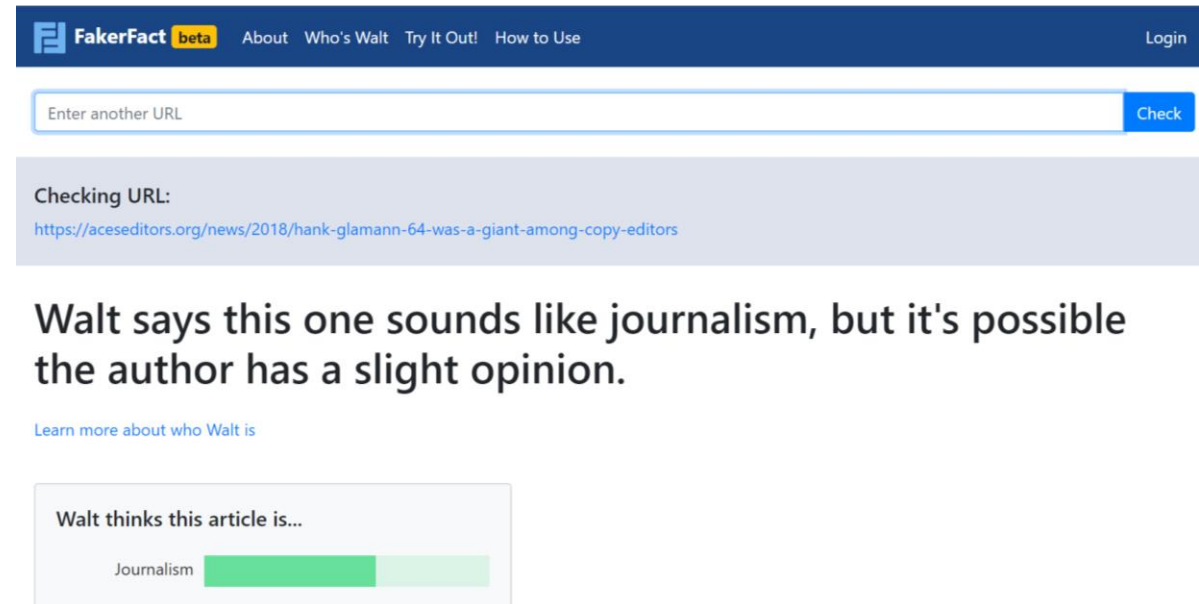 FakerFact beta About Who's Walt Try It Out! How to Use Login
Enter another URL Check
Checking URL:
https://aceseditors.org/news/2018/hank-glamann-64-was-a-giant-among-copy-editors
Walt says this one sounds like journalism, but it's possible
the author has a slight opinion.
Learn more about who Walt is
Walt thinks this article is...
Journalism